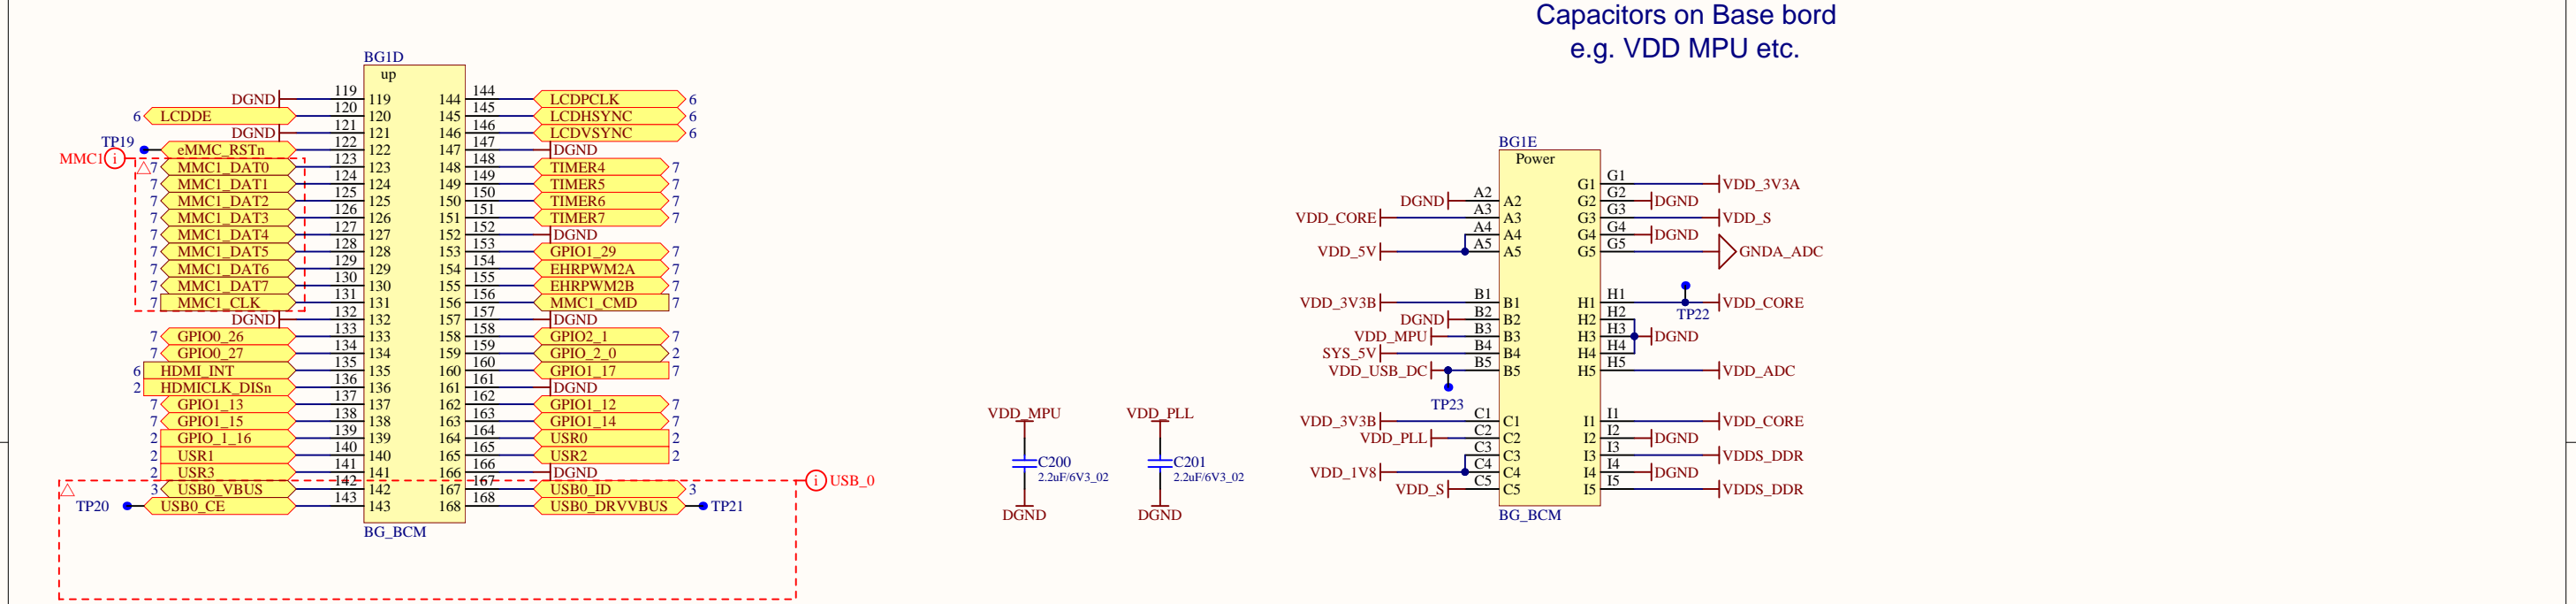 Capacitors on Base bord
e.g. VDD MPU etc.
BG1D
up
DGND 119 119 144 144 LCDPCLK 6
6 LCDDE 120 120 145 145 LCDHSYNC 6
DGND 121 121 146 146 LCDVSYNC 6
TP19 eMMC_RSTn 122 122 147 147 DGND
MMC1 i
7 MMC1_DAT0 123 123 148 148 TIMER4 7
7 MMC1_DAT1 124 124 149 149 TIMER5 7
7 MMC1_DAT2 125 125 150 150 TIMER6 7
7 MMC1_DAT3 126 126 151 151 TIMER7 7
7 MMC1_DAT4 127 127 152 152 DGND
7 MMC1_DAT5 128 128 153 153 GPIO1_29 7
7 MMC1_DAT6 129 129 154 154 EHRPWM2A 7
7 MMC1_DAT7 130 130 155 155 EHRPWM2B 7
7 MMC1_CLK 131 131 156 156 MMC1_CMD 7
DGND 132 132 157 157 DGND
7 GPIO0_26 133 133 158 158 GPIO2_1 7
7 GPIO0_27 134 134 159 159 GPIO_2_0 2
6 HDMI_INT 135 135 160 160 GPIO1_17 7
2 HDMICLK_DISn 136 136 161 161 DGND
7 GPIO1_13 137 137 162 162 GPIO1_12 7
7 GPIO1_15 138 138 163 163 GPIO1_14 7
2 GPIO_1_16 139 139 164 164 USR0 2
2 USR1 140 140 165 165 USR2 2
2 USR3 141 141 166 166 DGND
i USB_0
3 USB0_VBUS 142 142 167 167 USB0_ID 3
TP20 USB0_CE 143 143 168 168 USB0_DRVVBUS TP21
BG_BCM
VDD_MPU
C200
2.2uF/6V3_02
DGND
VDD_PLL
C201
2.2uF/6V3_02
DGND
BG1E
Power
G1 G1 VDD_3V3A
DGND A2 A2 G2 G2 DGND
VDD_CORE A3 A3 G3 G3 VDD_S
A4 A4 G4 G4 DGND
VDD_5V A5 A5 G5 G5 GNDA_ADC
VDD_3V3B B1 B1 H1 H1 VDD_CORE
TP22
DGND B2 B2 H2 H2
VDD_MPU B3 B3 H3 H3 DGND
SYS_5V B4 B4 H4 H4
VDD_USB_DC B5 B5 H5 H5 VDD_ADC
TP23
VDD_3V3B C1 C1 I1 I1 VDD_CORE
VDD_PLL C2 C2 I2 I2 DGND
C3 C3 I3 I3 VDDS_DDR
VDD_1V8 C4 C4 I4 I4 DGND
VDD_S C5 C5 I5 I5 VDDS_DDR
BG_BCM